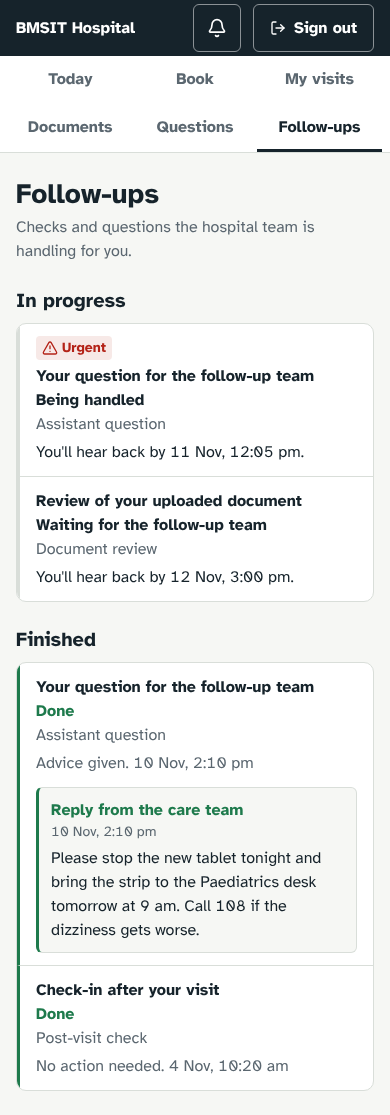 BMSIT Hospital
Sign out
Today Book My visits
Documents Questions Follow-ups
Follow-ups
Checks and questions the hospital team is
handling for you.
In progress
Urgent
Your question for the follow-up team
Being handled
Assistant question
You'll hear back by 11 Nov, 12:05 pm.
Review of your uploaded document
Waiting for the follow-up team
Document review
You'll hear back by 12 Nov, 3:00 pm.
Finished
Your question for the follow-up team
Done
Assistant question
Advice given. 10 Nov, 2:10 pm
Reply from the care team
10 Nov, 2:10 pm
Please stop the new tablet tonight and
bring the strip to the Paediatrics desk
tomorrow at 9 am. Call 108 if the
dizziness gets worse.
Check-in after your visit
Done
Post-visit check
No action needed. 4 Nov, 10:20 am